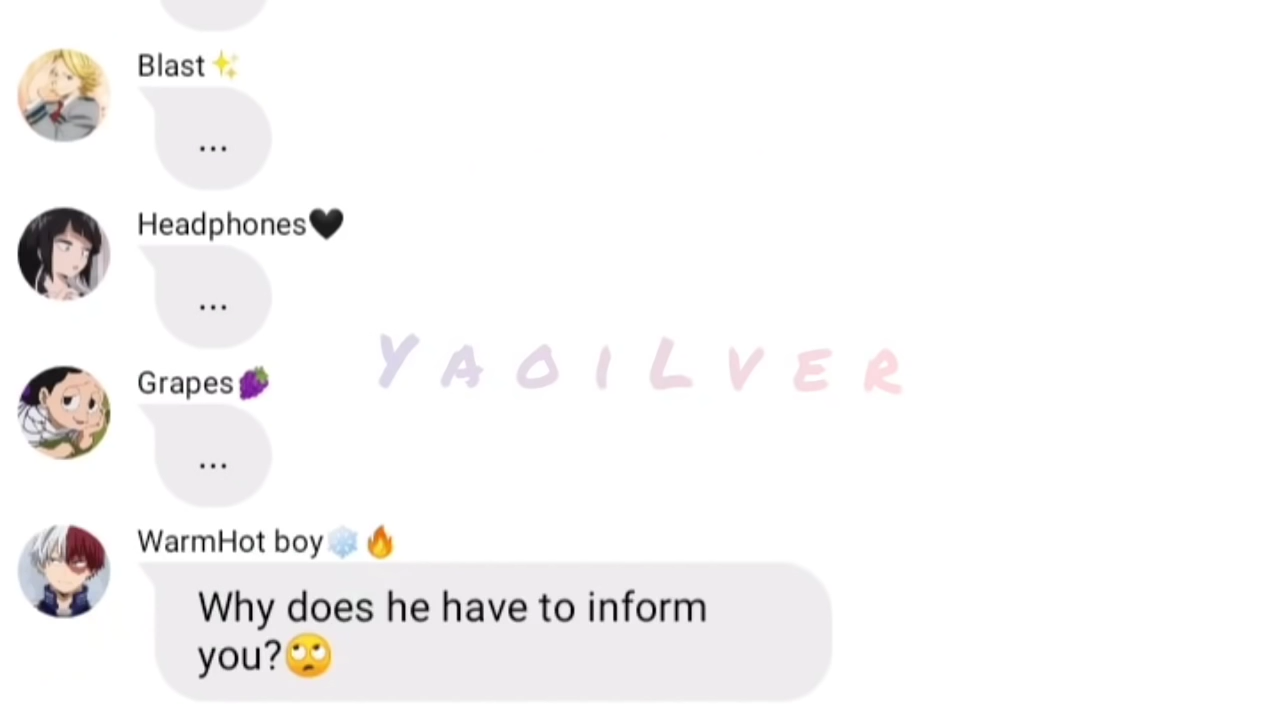 Blast✨
...
Headphones🖤
...
YaoiLver
Grapes🍇
...
WarmHot boy❄️🔥
Why does he have to inform
you?🙄